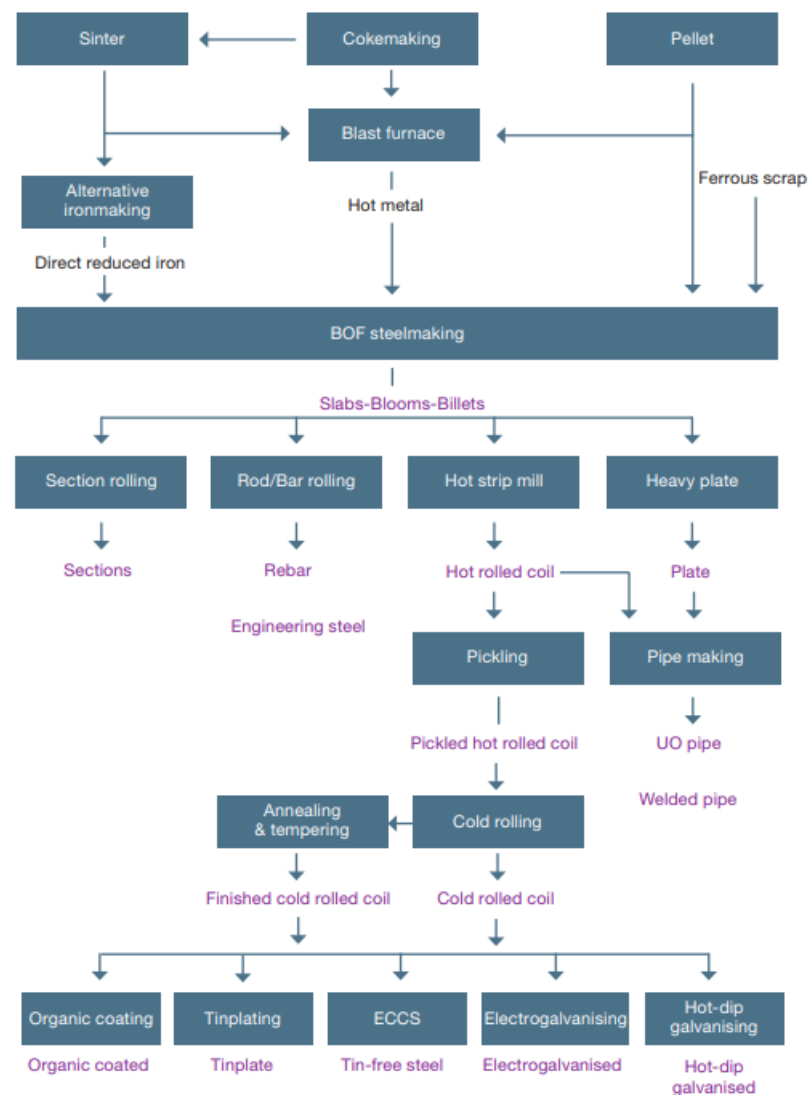 Sinter
Cokemaking
Pellet
Blast furnace
Ferrous scrap
Alternative
ironmaking
Hot metal
Direct reduced iron
BOF steelmaking
Slabs-Blooms-Billets
Section rolling
Rod/Bar rolling
Hot strip mill
Heavy plate
Sections
Rebar
Hot rolled coil
Plate
Engineering steel
Pickling
Pipe making
Pickled hot rolled coil
UO pipe
Welded pipe
Annealing
& tempering
Cold rolling
Finished cold rolled coil
Cold rolled coil
Organic coating
Tinplating
ECCS
Electrogalvanising
Hot-dip
galvanising
Organic coated
Tinplate
Tin-free steel
Electrogalvanised
Hot-dip
galvanised